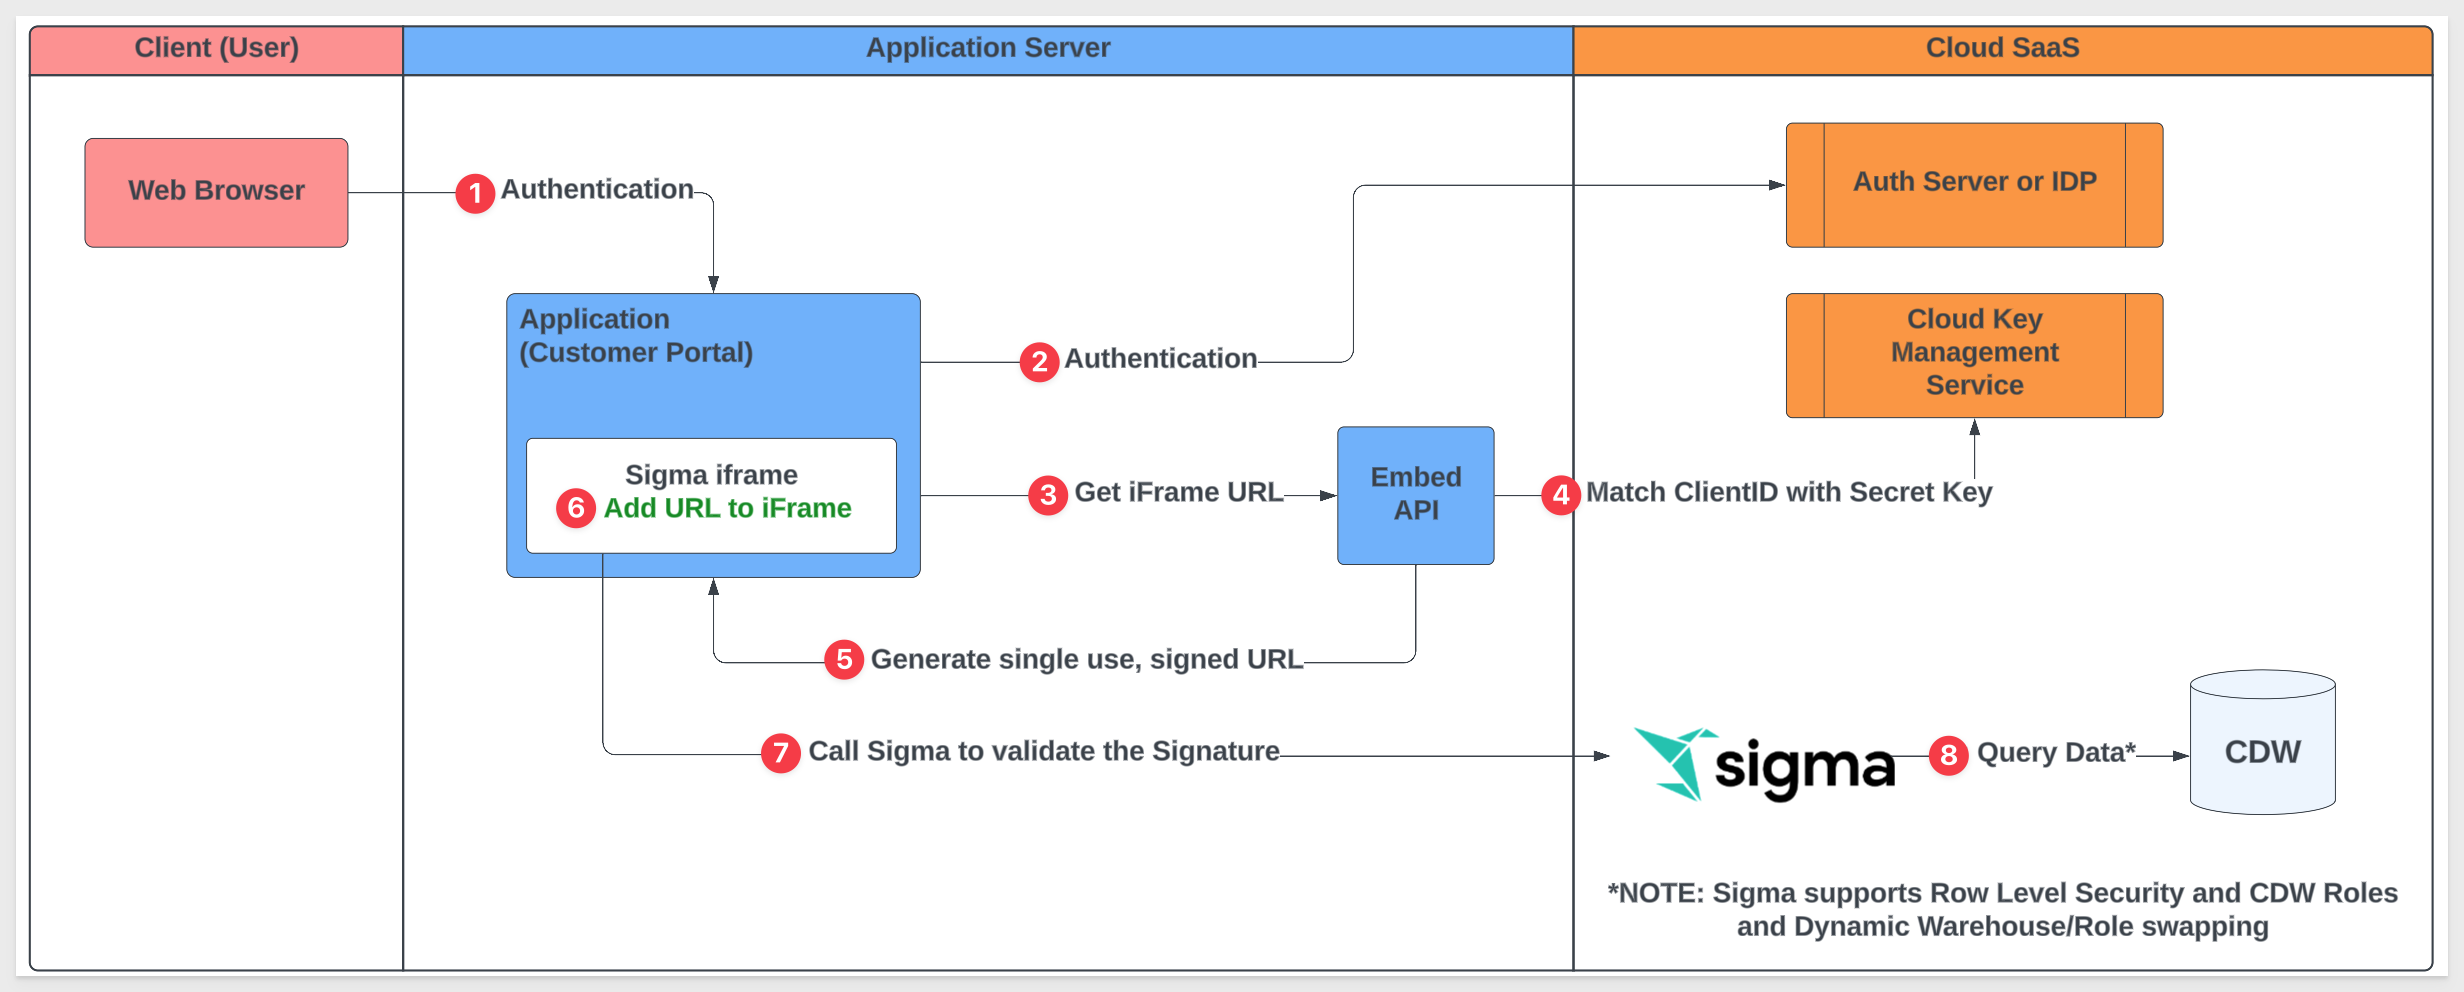 Client (User)
Application Server
Cloud SaaS
Web Browser
1 Authentication
Auth Server or IDP
Application
(Customer Portal)
2 Authentication
Cloud Key
Management
Service
Sigma iframe
6 Add URL to iFrame
3 Get iFrame URL
Embed
API
4 Match ClientID with Secret Key
5 Generate single use, signed URL
7 Call Sigma to validate the Signature
sigma
8 Query Data*
CDW
*NOTE: Sigma supports Row Level Security and CDW Roles
and Dynamic Warehouse/Role swapping